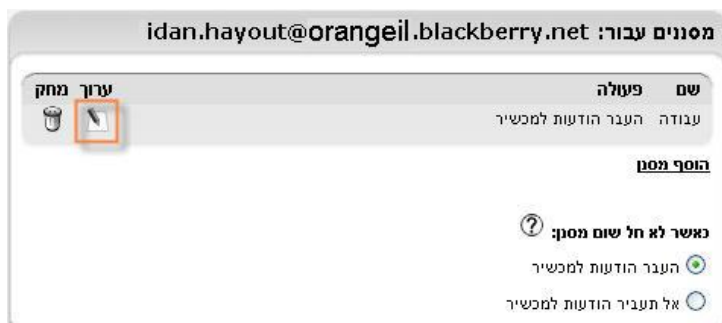 מסננים עבור: idan.hayout@orangeil.blackberry.net
שם פעולה ערוך מחק
עבודה העבר הודעות למכשיר
הוסף מסנן
כאשר לא חל שום מסנן: ?
העבר הודעות למכשיר
אל תעביר הודעות למכשיר